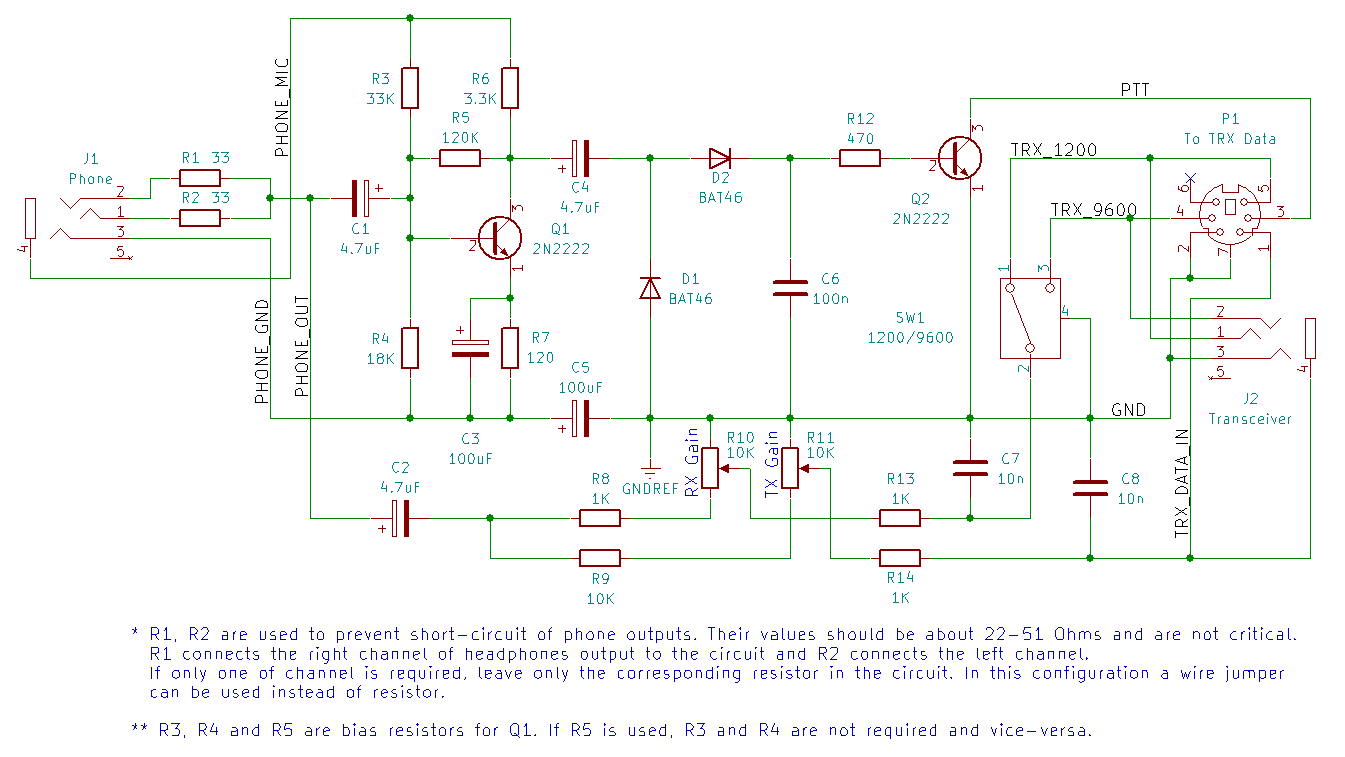 PTT
R3
33K
R6
3.3K
R5
120K
R12
470
P1
To TRX Data
PHONE_MIC
J1
Phone
R1 33
R2 33
2
1
3
5
4
C1
4.7uF
+
C4
4.7uF
+
D2
BAT46
Q2
2N2222
3
2
1
TRX_1200
TRX_9600
6
5
4
3
2
7
1
Q1
2N2222
3
2
1
D1
BAT46
C6
100n
SW1
1200/9600
1
3
4
2
PHONE_GND
PHONE_OUT
R4
18K
+
R7
120
C5
100uF
+
2
1
3
5
4
J2
Transceiver
GND
C3
100uF
GNDREF
RX Gain
R10
10K
TX Gain
R11
10K
C2
4.7uF
+
R8
1K
R9
10K
R13
1K
R14
1K
C7
10n
C8
10n
TRX_DATA_IN
* R1, R2 are used to prevent short-circuit of phone outputs. Their values should be about 22-51 Ohms and are not critical.
R1 connects the right channel of headphones output to the circuit and R2 connects the left channel.
If only one of channel is required, leave only the corresponding resistor in the circuit. In this configuration a wire jumper
can be used instead of resistor.
** R3, R4 and R5 are bias resistors for Q1. If R5 is used, R3 and R4 are not required and vice-versa.